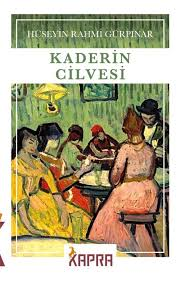 HÜSEYİN RAHMİ GÜRPINAR
KADERİN
CİLVESİ
KAPRA